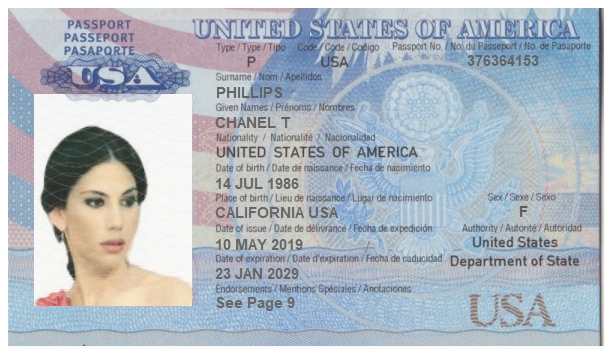 PASSPORT
PASSEPORT
PASAPORTE
USA
UNITED STATES OF AMERICA
Type / Type / Tipo Code / Code / Codigo Passport No. / No. du Passeport / No. de Pasaporte
P USA 376364153
Surname / Nom / Apellidos
PHILLIPS
Given Names / Prénoms / Nombres
CHANEL T
Nationality / Nationalité / Nacionalidad
UNITED STATES OF AMERICA
Date of birth / Date de naissance / Fecha de nacimiento
14 JUL 1986
Place of birth / Lieu de naissance / Lugar de nacimiento Sex / Sexe / Sexo
CALIFORNIA USA F
Date of issue / Date de délivrance / Fecha de expedición Authority / Autorité / Autoridad
10 MAY 2019 United States
Date of expiration / Date d'expiration / Fecha de caducidad Department of State
23 JAN 2029
Endorsements / Mentions Spéciales / Anotaciones
See Page 9
USA